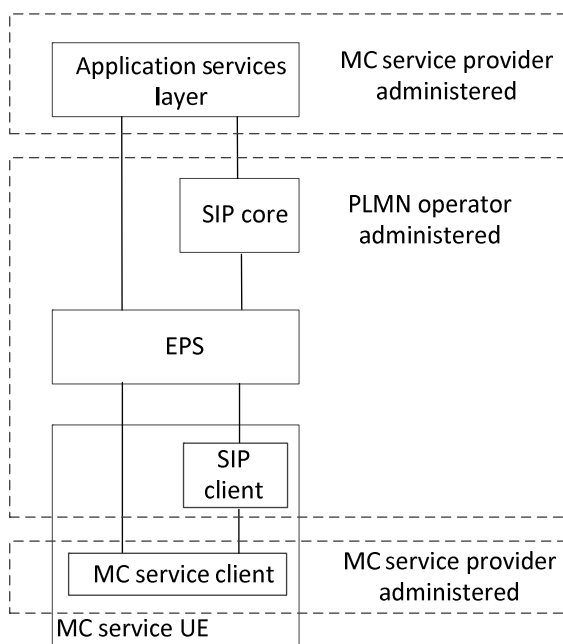 Application services
layer
MC service provider
administered
SIP core
PLMN operator
administered
EPS
SIP
client
MC service client
MC service provider
administered
MC service UE